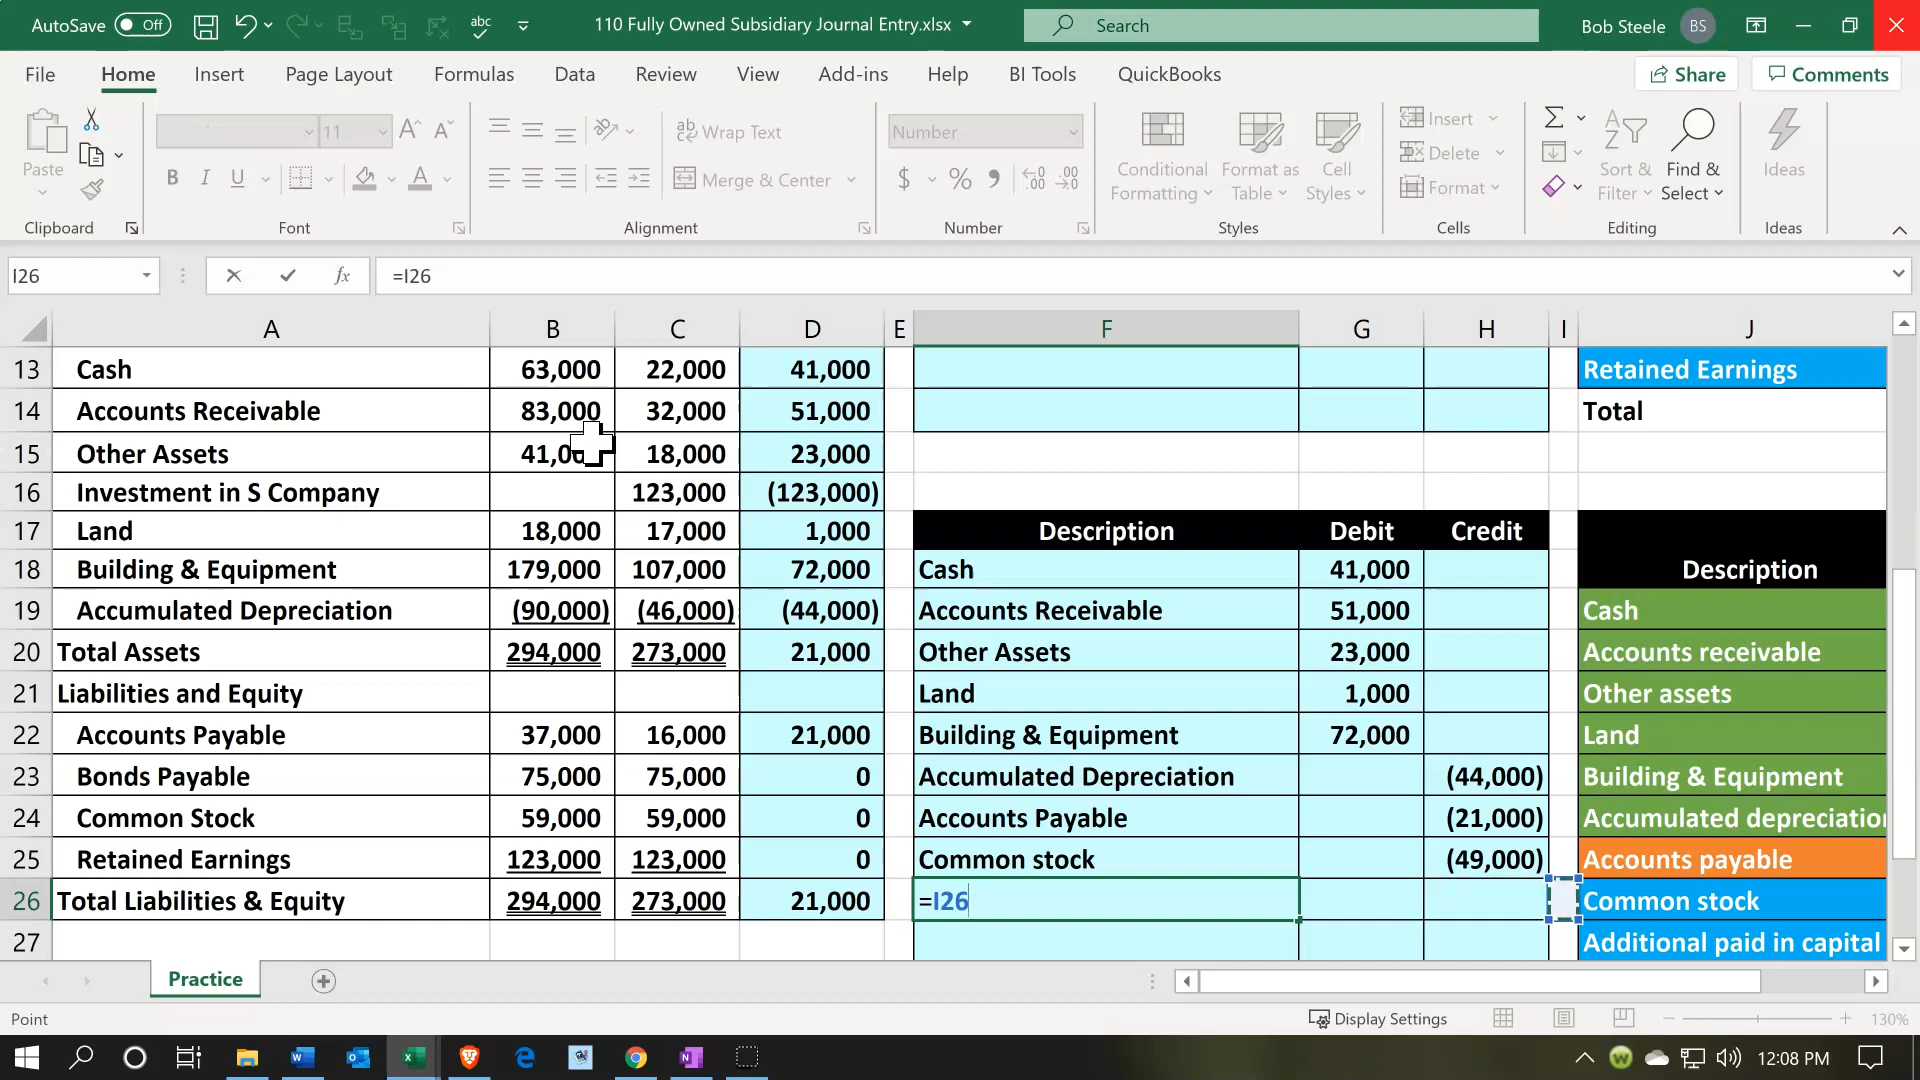 AutoSave Off abc 110 Fully Owned Subsidiary Journal Entry.xlsx Search Bob Steele BS
File Home Insert Page Layout Formulas Data Review View Add-ins Help BI Tools QuickBooks Share Comments
11 A A ab Wrap Text Number Insert
Paste B I U A Merge & Center $ % Conditional Formatting Format as Table Cell Styles Delete Format Sort & Filter Find & Select Ideas
Clipboard Font Alignment Number Styles Cells Editing Ideas
I26 fx =I26
A B C D E F G H I J
13 Cash 63,000 22,000 41,000 Retained Earnings
14 Accounts Receivable 83,000 32,000 51,000 Total
15 Other Assets 18,000 23,000
16 Investment in S Company 123,000 (123,000)
17 Land 18,000 17,000 1,000 Description Debit Credit
18 Building & Equipment 179,000 107,000 72,000 Cash 41,000 Description
19 Accumulated Depreciation (90,000) (46,000) (44,000) Accounts Receivable 51,000 Cash
20 Total Assets 294,000 273,000 21,000 Other Assets 23,000 Accounts receivable
21 Liabilities and Equity Land 1,000 Other assets
22 Accounts Payable 37,000 16,000 21,000 Building & Equipment 72,000 Land
23 Bonds Payable 75,000 75,000 0 Accumulated Depreciation (44,000) Building & Equipment
24 Common Stock 59,000 59,000 0 Accounts Payable (21,000) Accumulated depreciatio
25 Retained Earnings 123,000 123,000 0 Common stock (49,000) Accounts payable
26 Total Liabilities & Equity 294,000 273,000 21,000 =I26 Common stock
27 Additional paid in capital
Practice
Point Display Settings 130%
12:08 PM